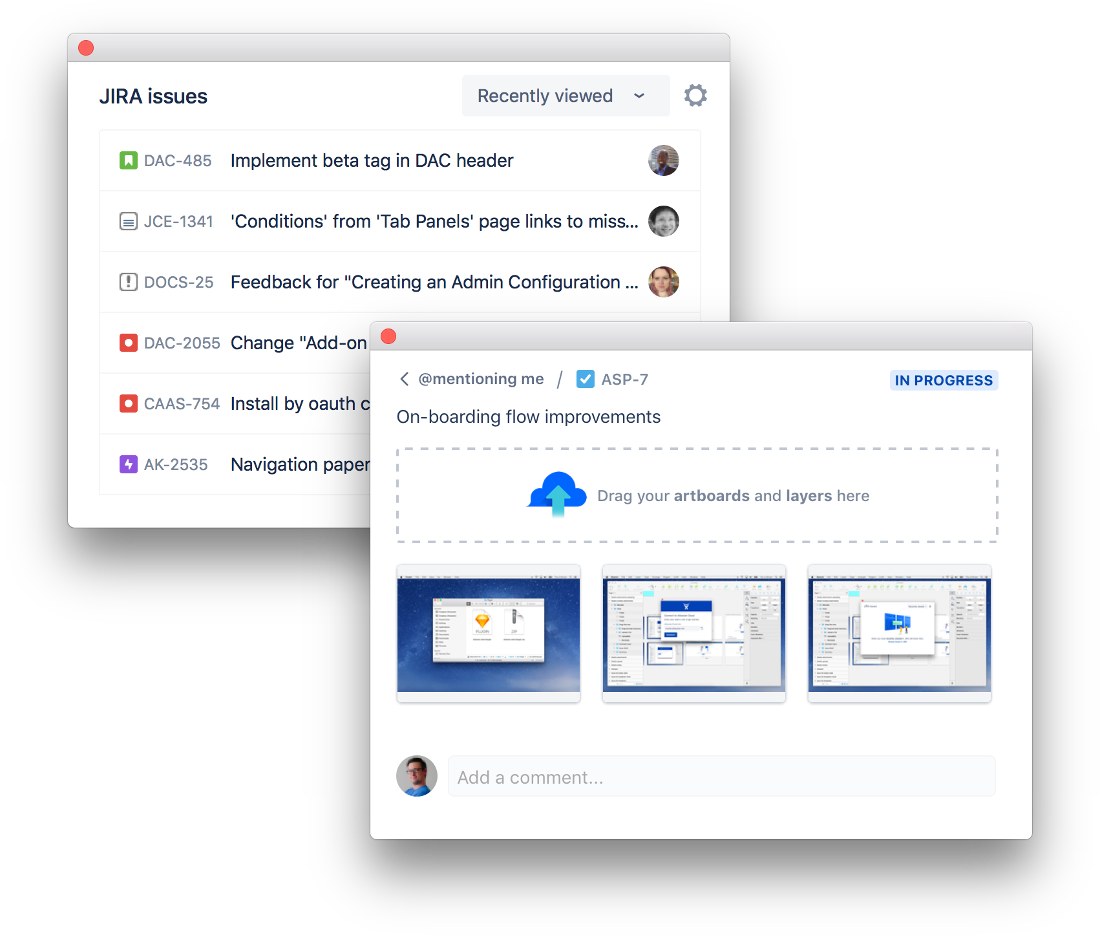 JIRA issues
Recently viewed
DAC-485 Implement beta tag in DAC header
JCE-1341 'Conditions' from 'Tab Panels' page links to miss...
DOCS-25 Feedback for "Creating an Admin Configuration ...
DAC-2055 Change "Add-on
CAAS-754 Install by oauth
AK-2535 Navigation paper
@mentioning me / ASP-7
IN PROGRESS
On-boarding flow improvements
Drag your artboards and layers here
Add a comment...